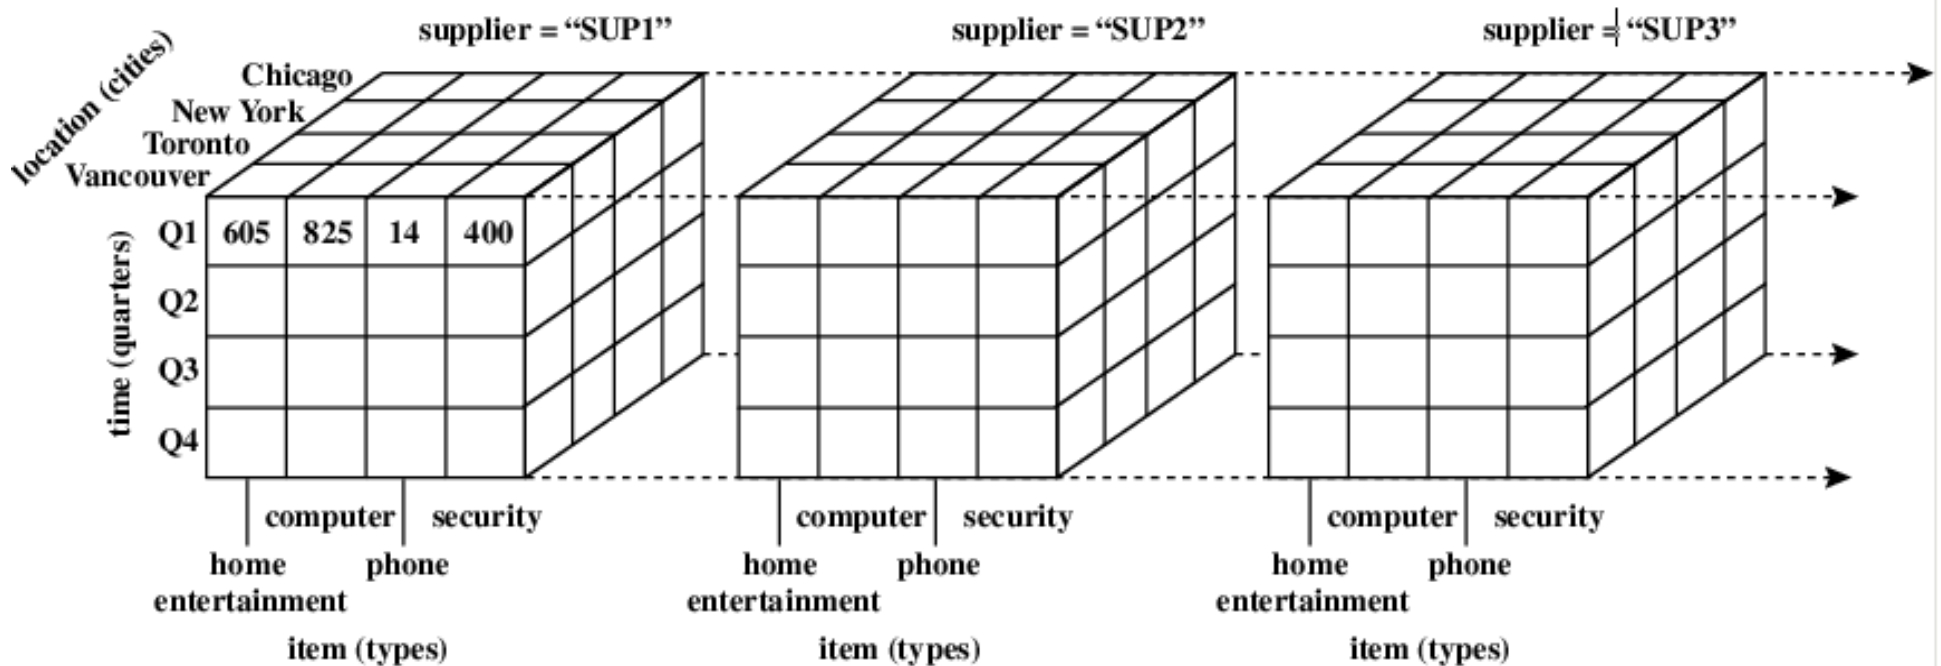 supplier = “SUP1”
supplier = “SUP2”
supplier = “SUP3”
location (cities)
Chicago
New York
Toronto
Vancouver
time (quarters)
Q1 605 825 14 400
Q2
Q3
Q4
computer security
home entertainment
phone
item (types)
computer security
home entertainment
phone
item (types)
computer security
home entertainment
phone
item (types)